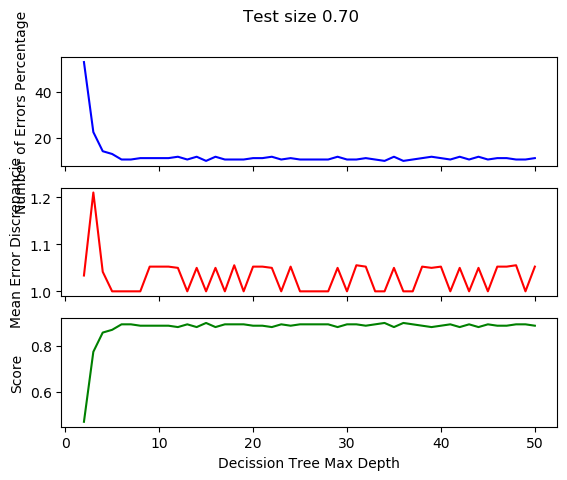 Test size 0.70
Number of Errors Percentage
40
20
Mean Error Discrepancie
1.2
1.1
1.0
Score
0.8
0.6
0 10 20 30 40 50
Decission Tree Max Depth